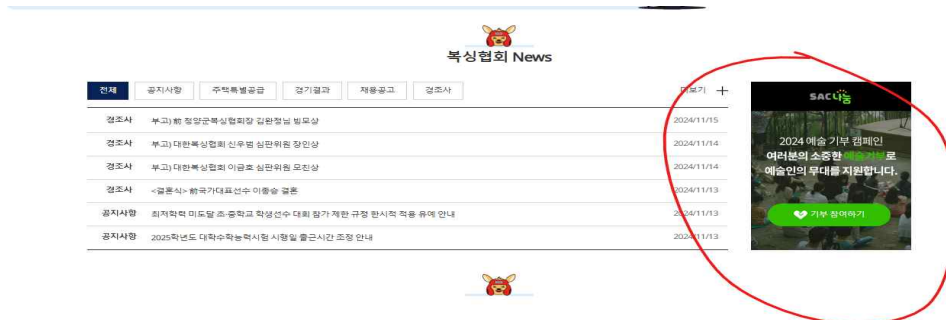 복싱협회 News
전체 공지사항 주택특별공급 경기결과 채용공고 경조사 더보기 +
경조사 부고) 前 청양군복싱협회장 김완정님 빙모상 2024/11/15
경조사 부고) 대한복싱협회 신우범 심판위원 장인상 2024/11/14
경조사 부고) 대한복싱협회 이금호 심판위원 모친상 2024/11/14
경조사 <결혼식> 前국가대표선수 이종승 결혼 2024/11/13
공지사항 최저학력 미도달 초·중학교 학생선수 대회 참가 제한 규정 한시적 적용 유예 안내 2024/11/13
공지사항 2025학년도 대학수학능력시험 시행일 출근시간 조정 안내 2024/11/13
SAC나눔
2024 예술 기부 캠페인
여러분의 소중한 예술기부로
예술인의 무대를 지원합니다.
기부 참여하기